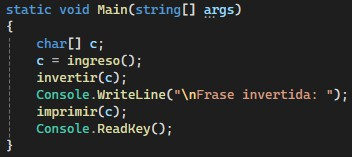 static void Main(string[] args)
{
char[] c;
c = ingreso();
invertir(c);
Console.WriteLine("\nFrase invertida: ");
imprimir(c);
Console.ReadKey();
}